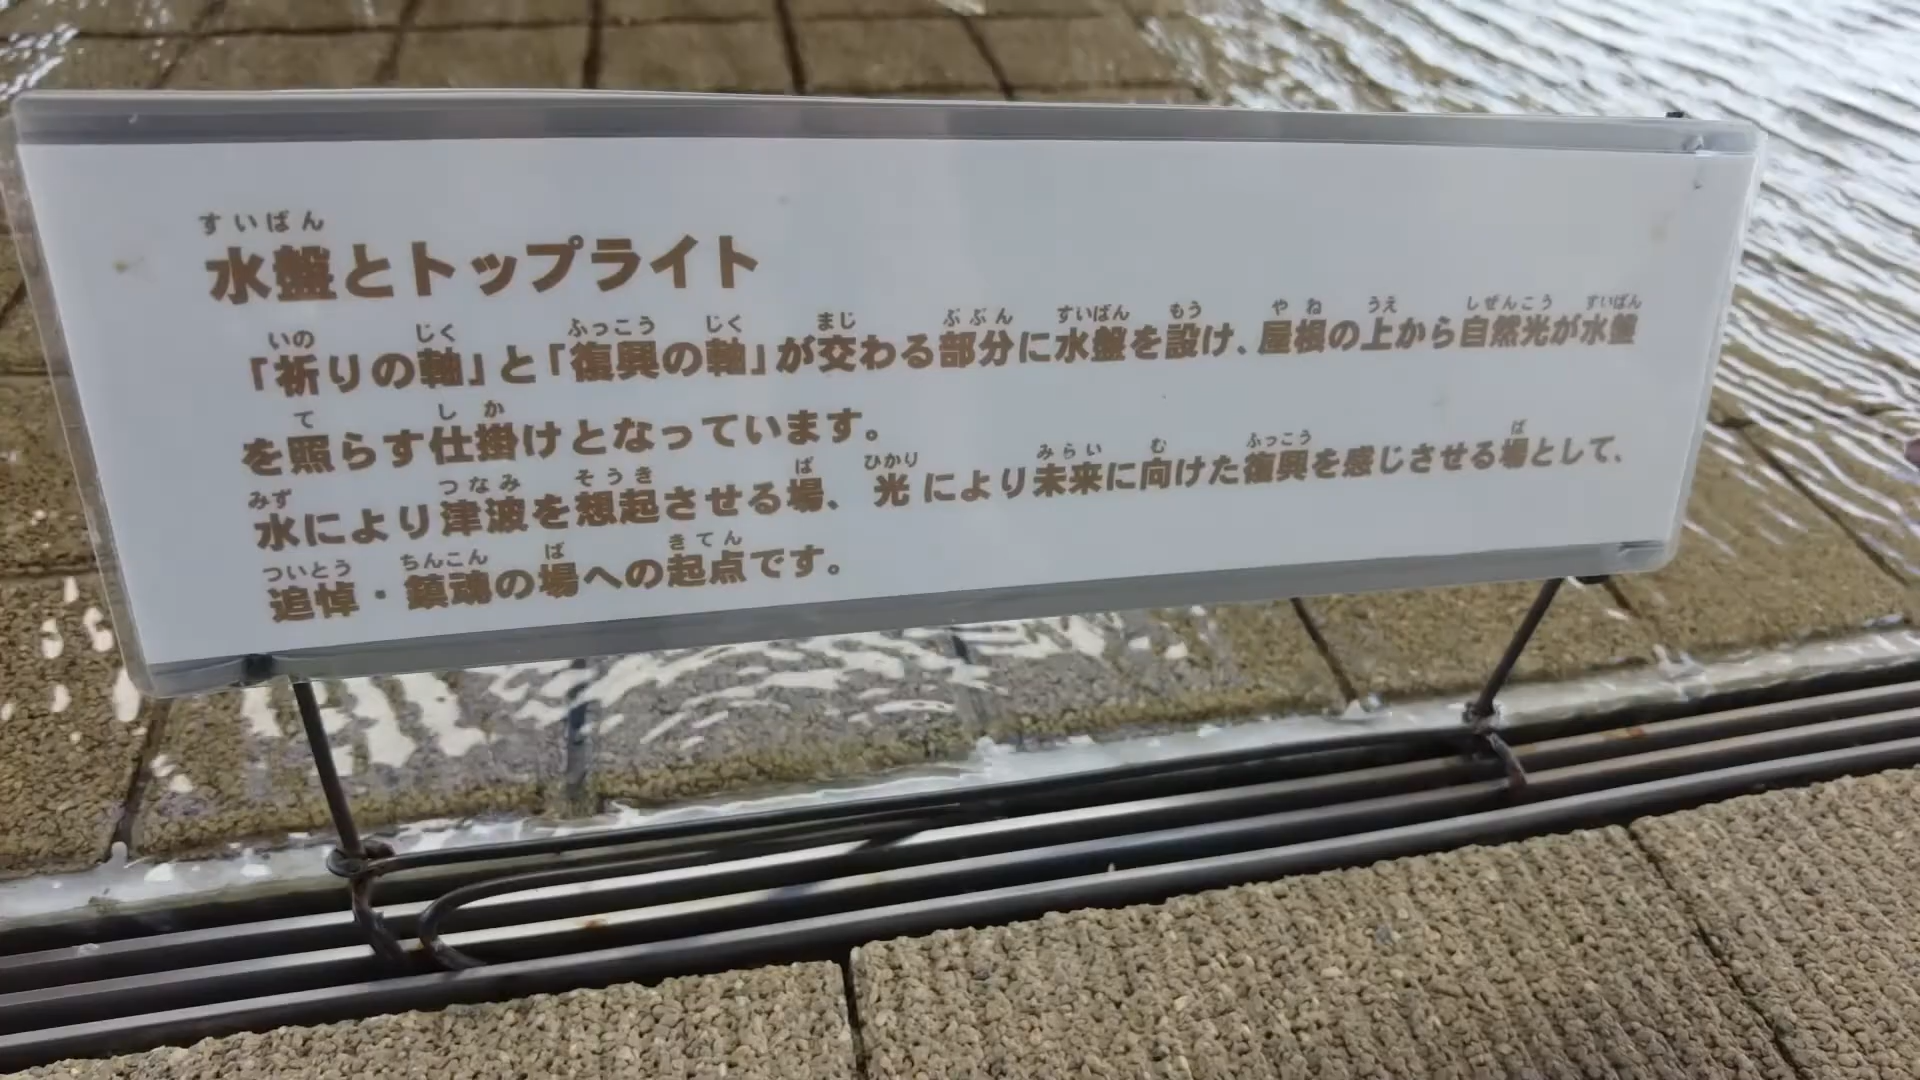 すいばん
水盤とトップライト
いの じく ふっこう じく まじ ぶぶん すいばん もう やね うえ しぜんこう すいばん
「祈りの軸」と「復興の軸」が交わる部分に水盤を設け、屋根の上から自然光が水盤
て しか
を照らす仕掛けとなっています。
みず つなみ そうき ば ひかり みらい む ふっこう ば
水により津波を想起させる場、光により未来に向けた復興を感じさせる場として、
ついとう ちんこん ば きてん
追悼・鎮魂の場への起点です。